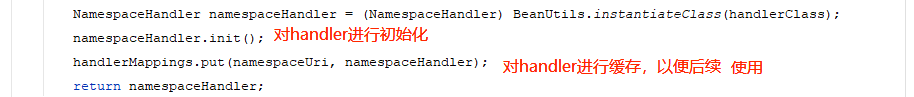 NamespaceHandler namespaceHandler = (NamespaceHandler) BeanUtils.instantiateClass(handlerClass);
namespaceHandler.init(); 对handler进行初始化
handlerMappings.put(namespaceUri, namespaceHandler); 对handler进行缓存，以便后续 使用
return namespaceHandler;